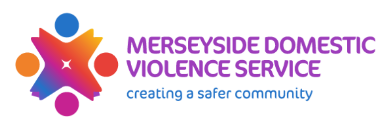 MERSEYSIDE DOMESTIC
VIOLENCE SERVICE
creating a safer community